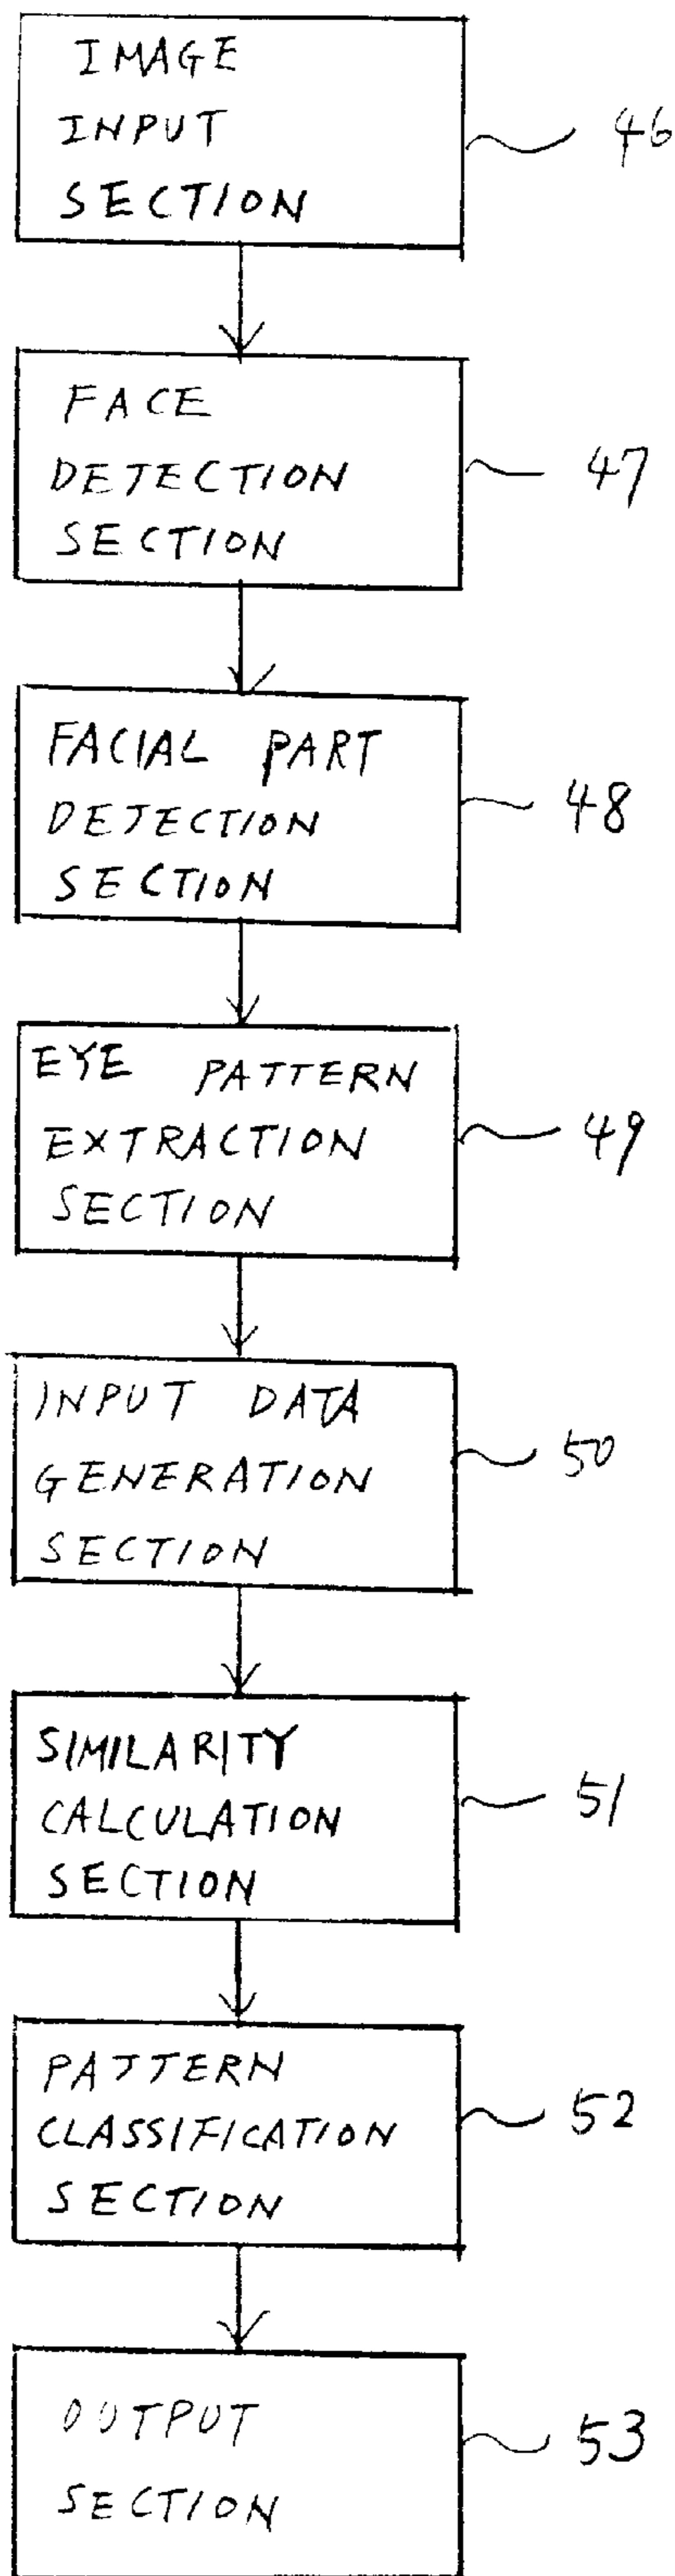 IMAGE
INPUT
SECTION
46
FACE
DETECTION
SECTION
47
FACIAL PART
DETECTION
SECTION
48
EYE PATTERN
EXTRACTION
SECTION
49
INPUT DATA
GENERATION
SECTION
50
SIMILARITY
CALCULATION
SECTION
51
PATTERN
CLASSIFICATION
SECTION
52
OUTPUT
SECTION
53